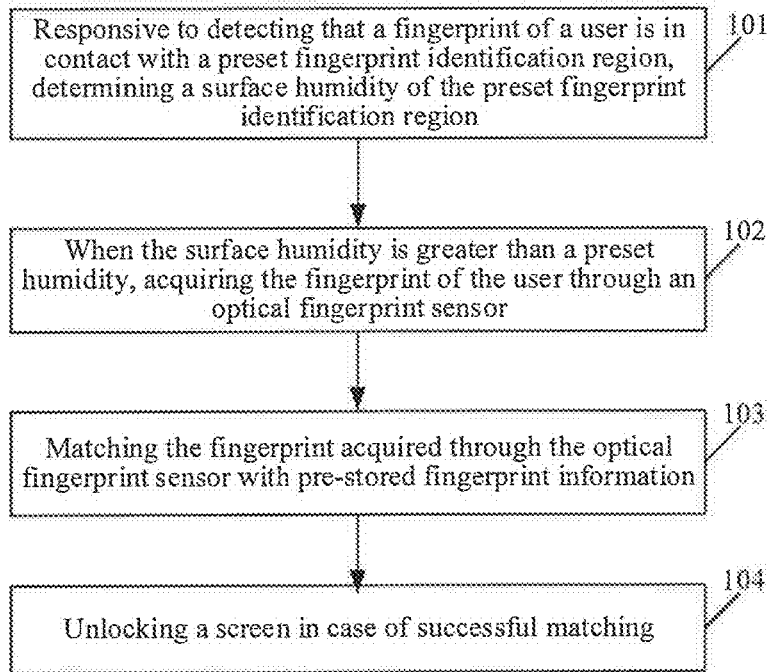 Responsive to detecting that a fingerprint of a user is in
contact with a preset fingerprint identification region,
determining a surface humidity of the preset fingerprint
identification region
101
When the surface humidity is greater than a preset
humidity, acquiring the fingerprint of the user through an
optical fingerprint sensor
102
Matching the fingerprint acquired through the optical
fingerprint sensor with pre-stored fingerprint information
103
Unlocking a screen in case of successful matching
104